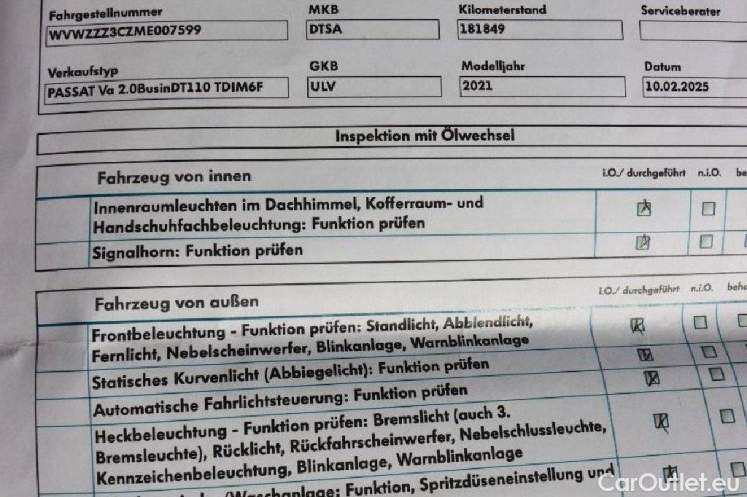 Fahrgestellnummer MKB Kilometerstand Serviceberater
WVWZZZ3CZME007599 DTSA 181849
Verkaufstyp GKB Modelljahr Datum
PASSAT Va 2.0BusinDT110 TDIM6F ULV 2021 10.02.2025
Inspektion mit Ölwechsel
Fahrzeug von innen i.O./ durchgeführt n.i.O. be
Innenraumleuchten im Dachhimmel, Kofferraum- und
Handschuhfachbeleuchtung: Funktion prüfen
Signalhorn: Funktion prüfen
Fahrzeug von außen i.O./ durchgeführt n.i.O. behe
Frontbeleuchtung - Funktion prüfen: Standlicht, Abblendlicht,
Fernlicht, Nebelscheinwerfer, Blinkanlage, Warnblinkanlage
Statisches Kurvenlicht (Abbiegelicht): Funktion prüfen
Automatische Fahrlichtsteuerung: Funktion prüfen
Heckbeleuchtung - Funktion prüfen: Bremslicht (auch 3.
Bremsleuchte), Rücklicht, Rückfahrscheinwerfer, Nebelschlussleuchte,
Kennzeichenbeleuchtung, Blinkanlage, Warnblinkanlage
/Waschanlage: Funktion, Spritzdüseneinstellung und
CarOutlet.eu